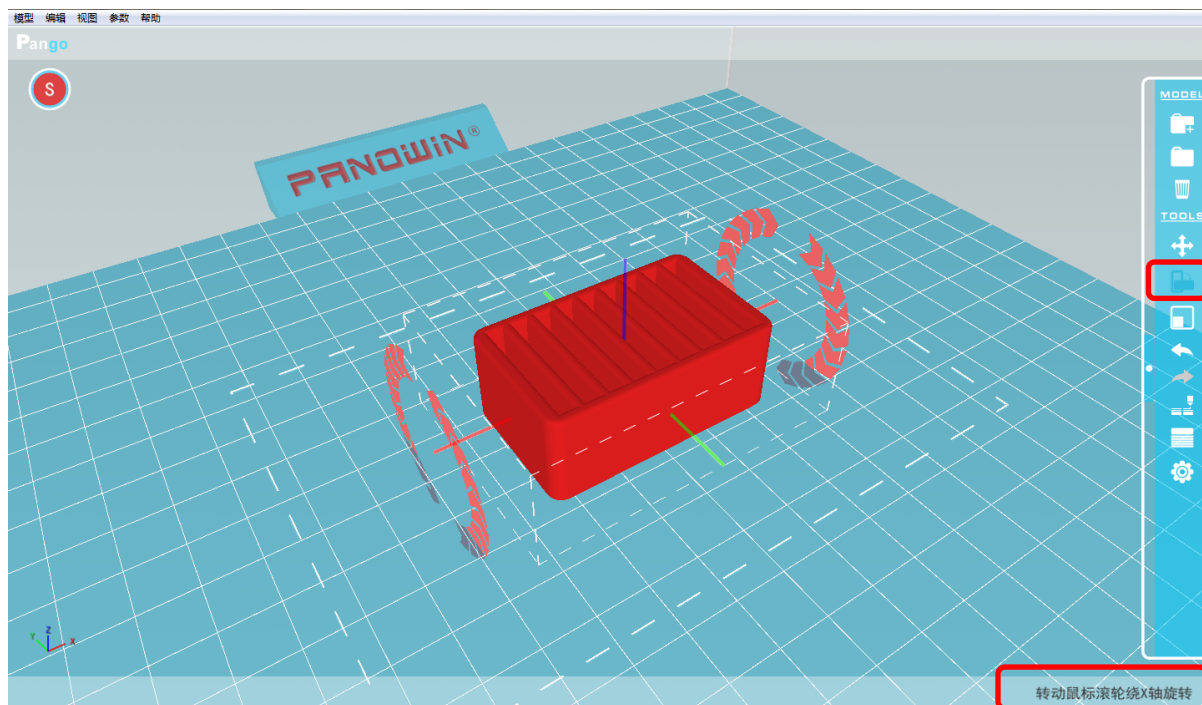 模型 编辑 视图 参数 帮助
Pango
S
PANOWIN®
MODEL
TOOLS
Y Z X
转动鼠标滚轮绕X轴旋转